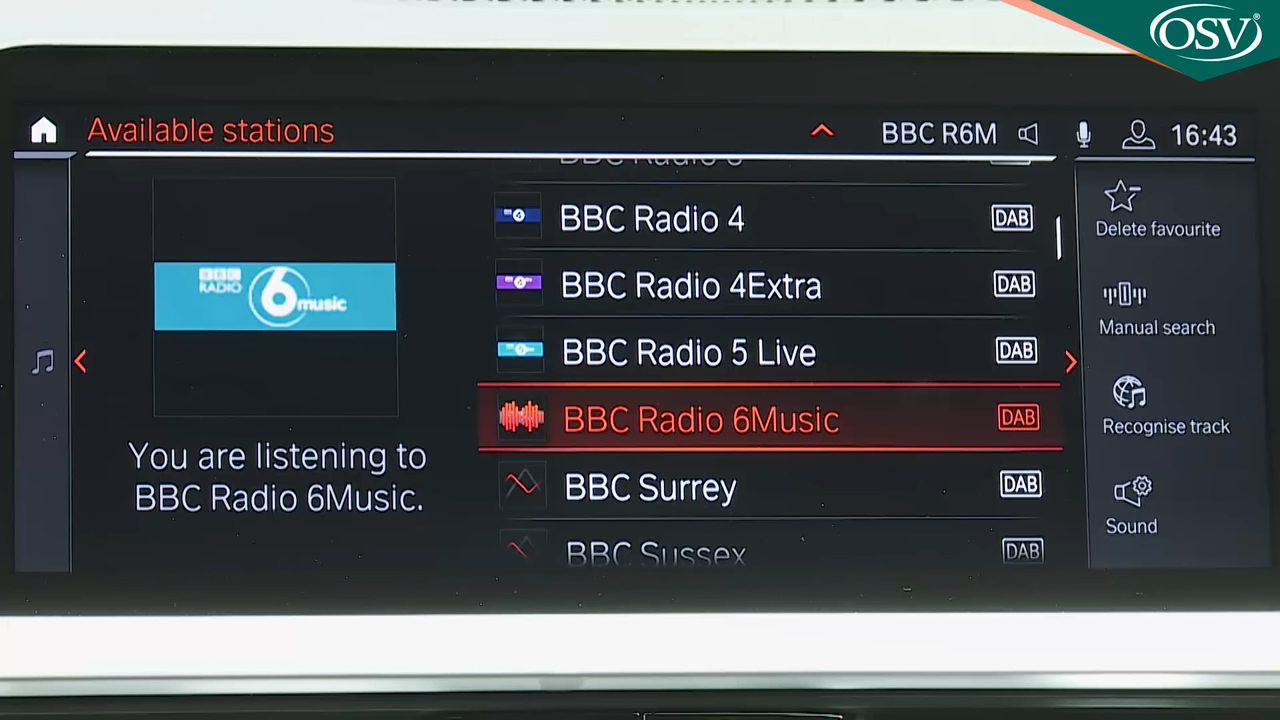 OSV
Available stations
BBC R6M
16:43
BBC Radio 4
DAB
BBC Radio 4Extra
DAB
BBC Radio 5 Live
DAB
BBC Radio 6Music
DAB
BBC Surrey
DAB
BBC Sussex
DAB
BBC
RADIO
6
music
You are listening to
BBC Radio 6Music.
Delete favourite
Manual search
Recognise track
Sound